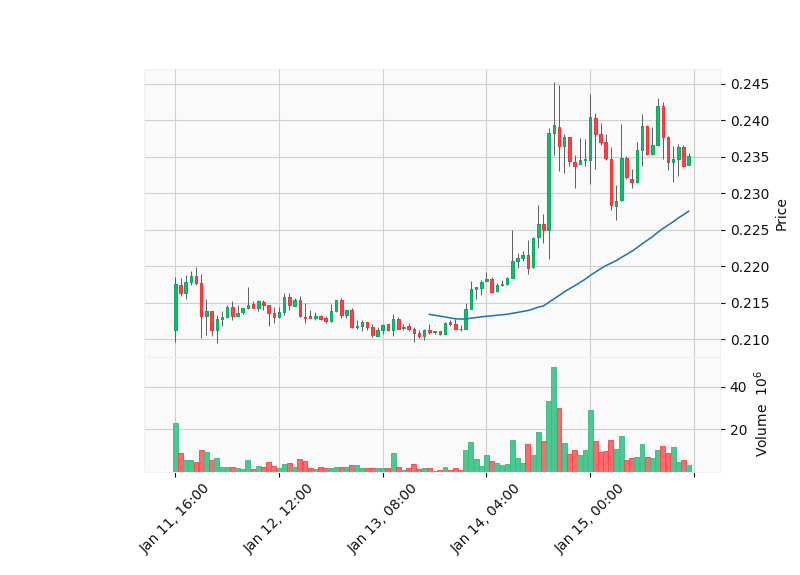 0.245
0.240
0.235
0.230
0.225
0.220
0.215
0.210
Price
40
20
Volume 10⁶
Jan 11, 16:00
Jan 12, 12:00
Jan 13, 08:00
Jan 14, 04:00
Jan 15, 00:00